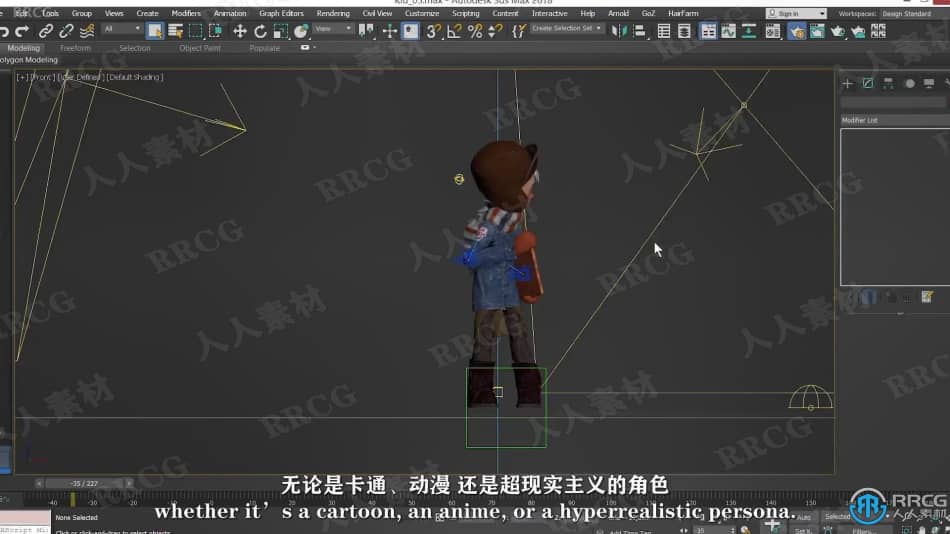 kid_03.max - Autodesk 3ds Max 2018
Edit Tools Group Views Create Modifiers Animation Graph Editors Rendering Civil View Customize Scripting Content Interactive Help Arnold GoZ HairFarm Sign In Workspaces: Design Standard
All View Create Selection Set
Modeling Freeform Selection Object Paint Populate
olygon Modeling
[+] [Front] [User_Defined] [Default Shading]
Modifier List
人人素材
RRCG
-35 / 227
无论是卡通、动漫 还是超现实主义的角色
whether it's a cartoon, an anime, or a hyperrealistic persona.
None Selected
Click or click-and-drag to select objects
Add Time Tag
35
Auto Selected
Set K. Filters...
RRCG
人人素材